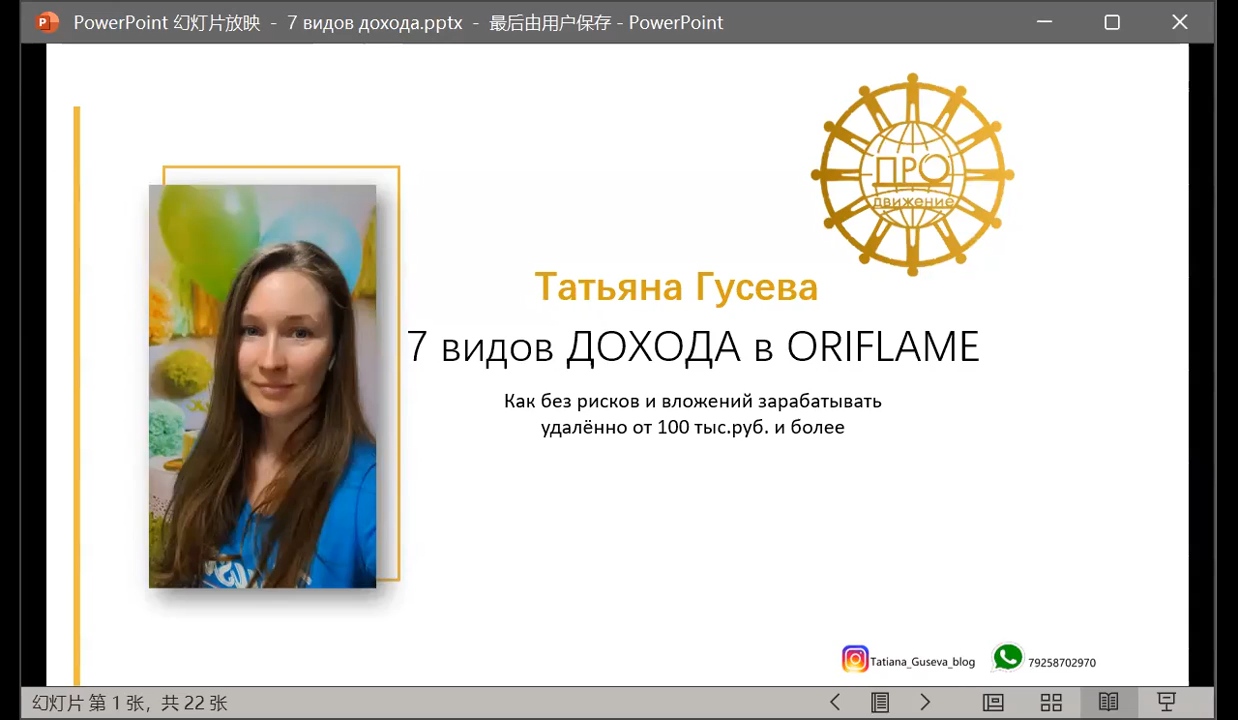 PowerPoint 幻灯片放映 - 7 видов дохода.pptx - 最后由用户保存 - PowerPoint
ПРО
движение
Татьяна Гусева
7 видов ДОХОДА в ORIFLAME
Как без рисков и вложений зарабатывать
удалённо от 100 тыс.руб. и более
Tatiana_Guseva_blog 79258702970
幻灯片 第 1 张，共 22 张